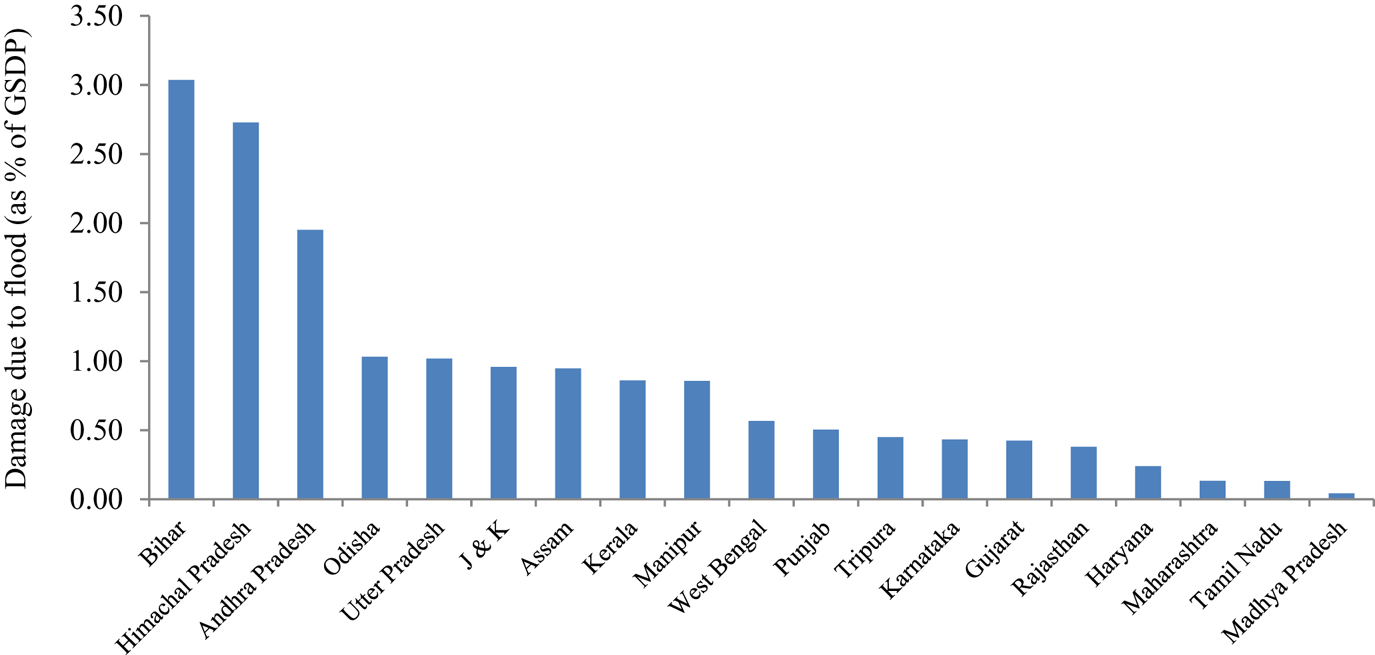 Damage due to flood (as % of GSDP)
3.50
3.00
2.50
2.00
1.50
1.00
0.50
0.00
Bihar
Himachal Pradesh
Andhra Pradesh
Odisha
Utter Pradesh
J & K
Assam
Kerala
Manipur
West Bengal
Punjab
Tripura
Karnataka
Gujarat
Rajasthan
Haryana
Maharashtra
Tamil Nadu
Madhya Pradesh